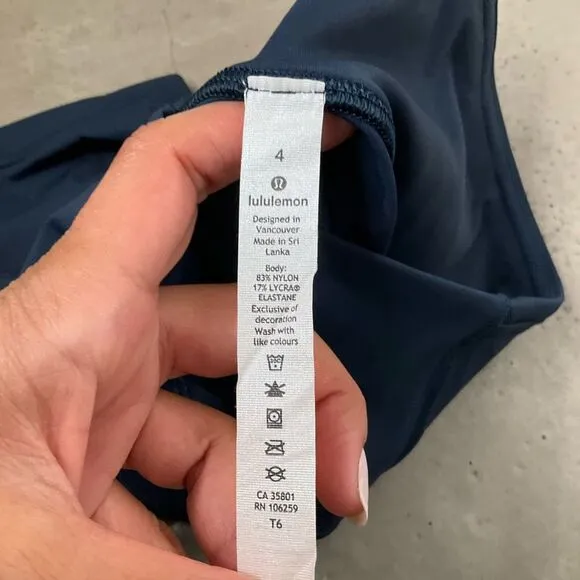 4
lululemon
Designed in
Vancouver
Made in Sri
Lanka
Body:
83% NYLON
17% LYCRA®
ELASTANE
Exclusive of
decoration
Wash with
like colours
30C
CA 35801
RN 106259
T6